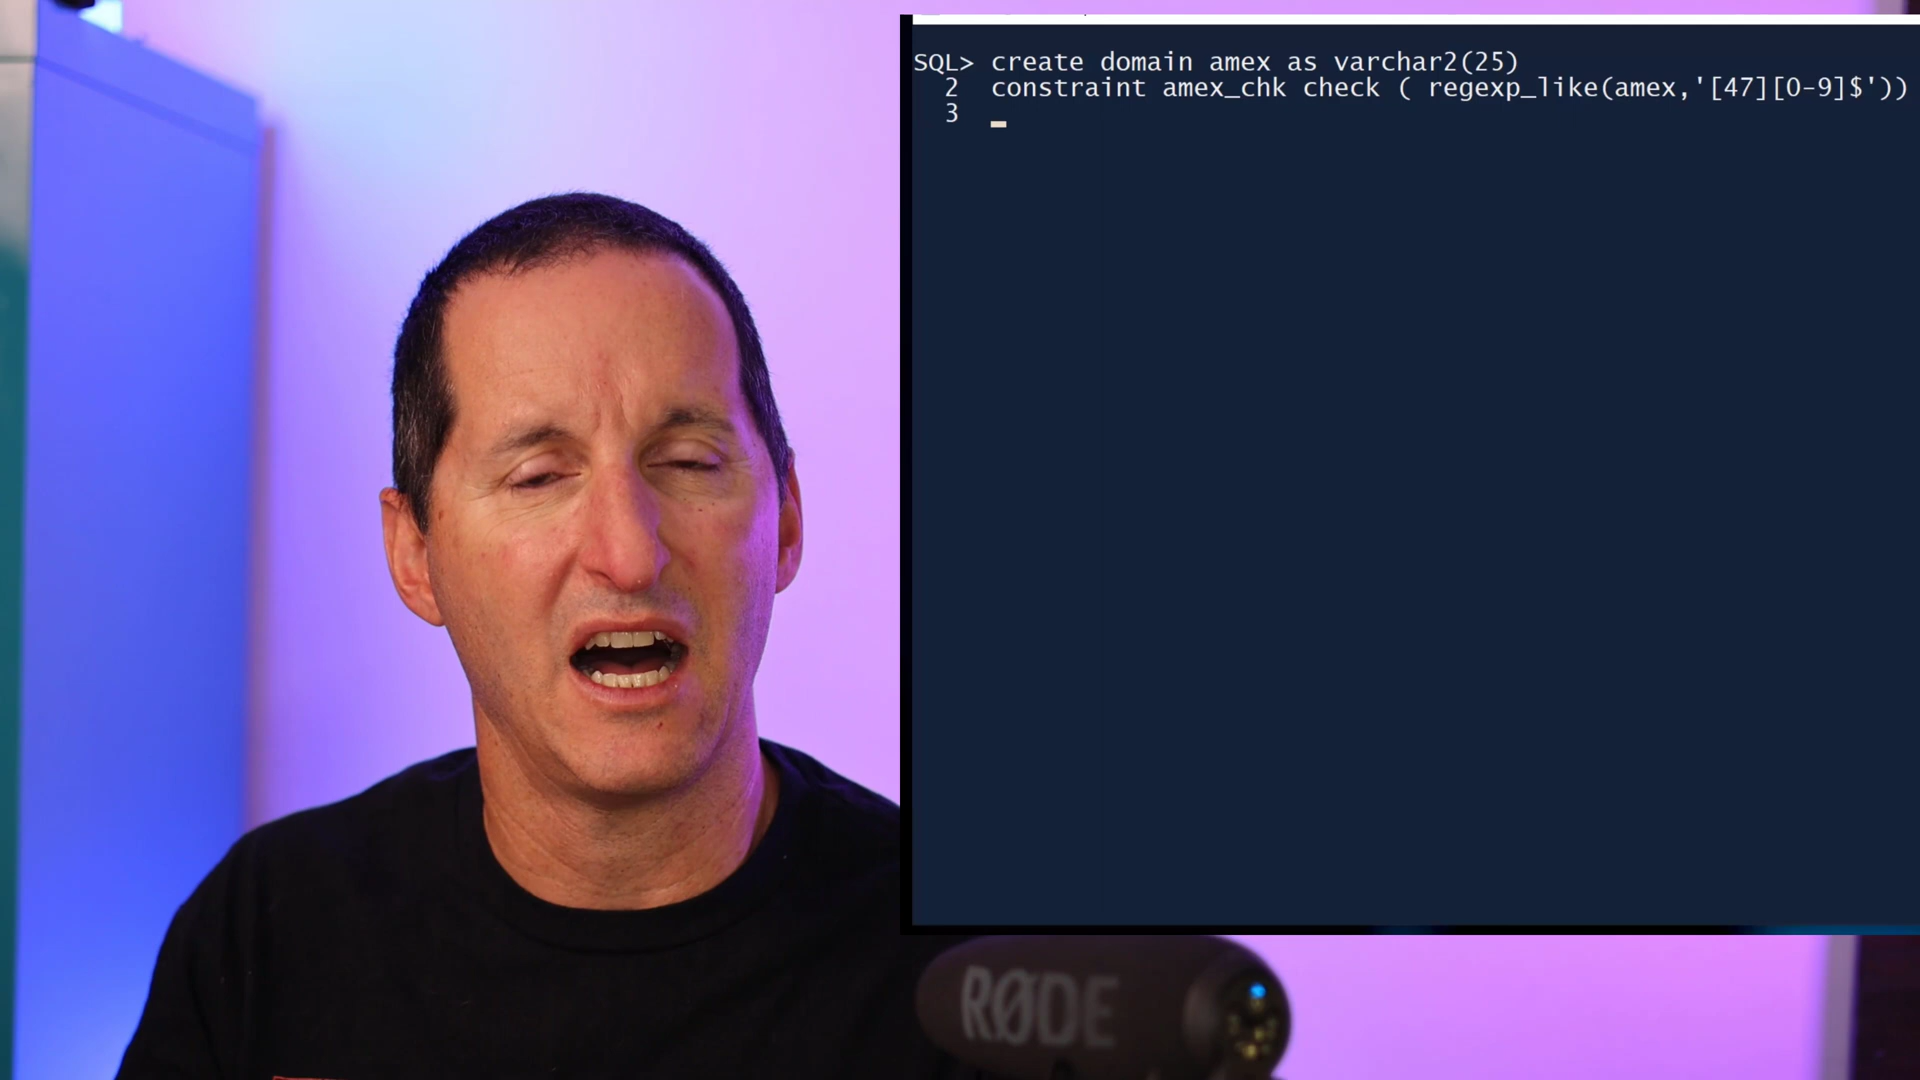 SQL> create domain amex as varchar2(25)
2 constraint amex_chk check ( regexp_like(amex,'[47][0-9]$'))
3
RØDE